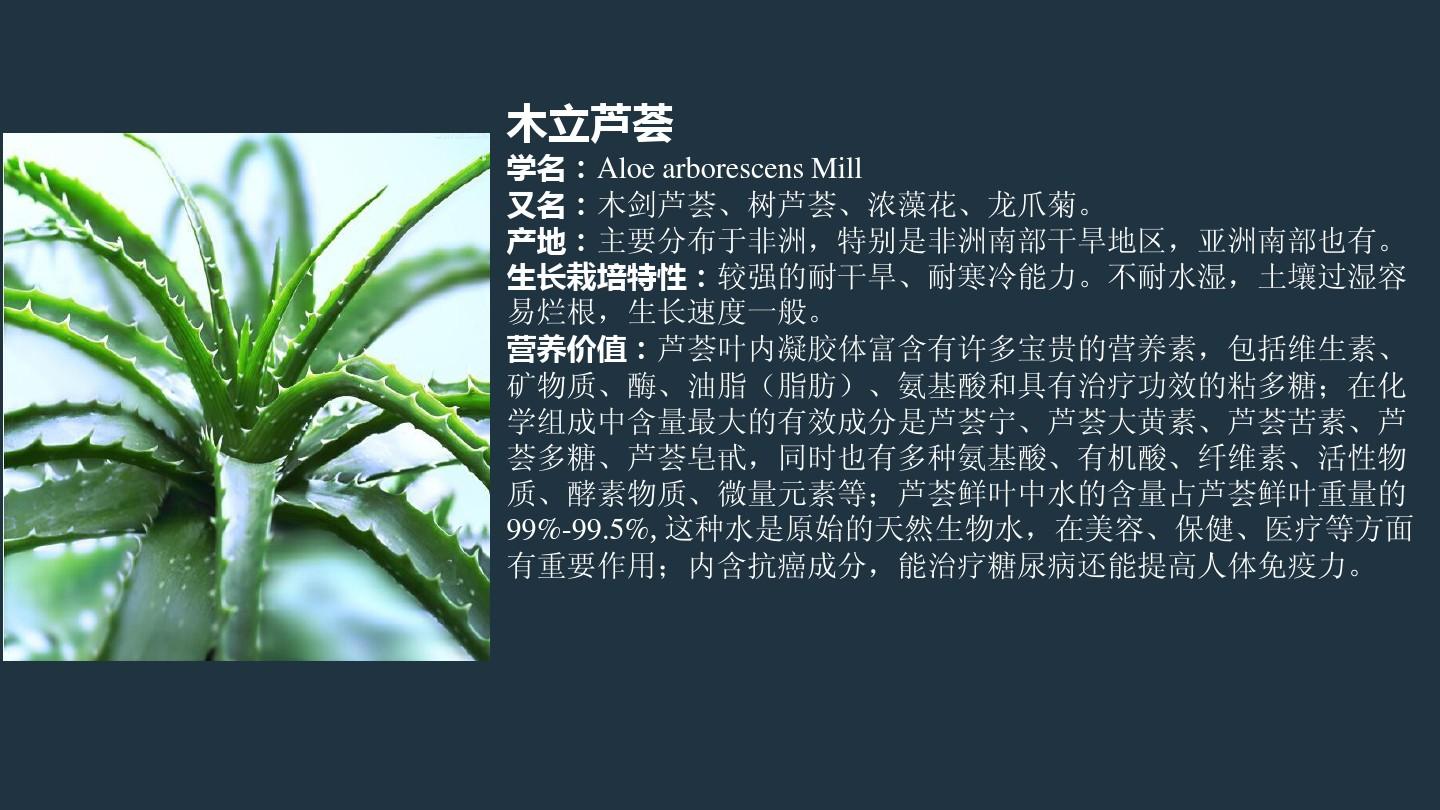 木立芦荟
学名：Aloe arborescens Mill
又名：木剑芦荟、树芦荟、浓藻花、龙爪菊。
产地：主要分布于非洲，特别是非洲南部干旱地区，亚洲南部也有。
生长栽培特性：较强的耐干旱、耐寒冷能力。不耐水湿，土壤过湿容
易烂根，生长速度一般。
营养价值：芦荟叶内凝胶体富含有许多宝贵的营养素，包括维生素、
矿物质、酶、油脂（脂肪）、氨基酸和具有治疗功效的粘多糖；在化
学组成中含量最大的有效成分是芦荟宁、芦荟大黄素、芦荟苦素、芦
荟多糖、芦荟皂甙，同时也有多种氨基酸、有机酸、纤维素、活性物
质、酵素物质、微量元素等；芦荟鲜叶中水的含量占芦荟鲜叶重量的
99%-99.5%,这种水是原始的天然生物水，在美容、保健、医疗等方面
有重要作用；内含抗癌成分，能治疗糖尿病还能提高人体免疫力。